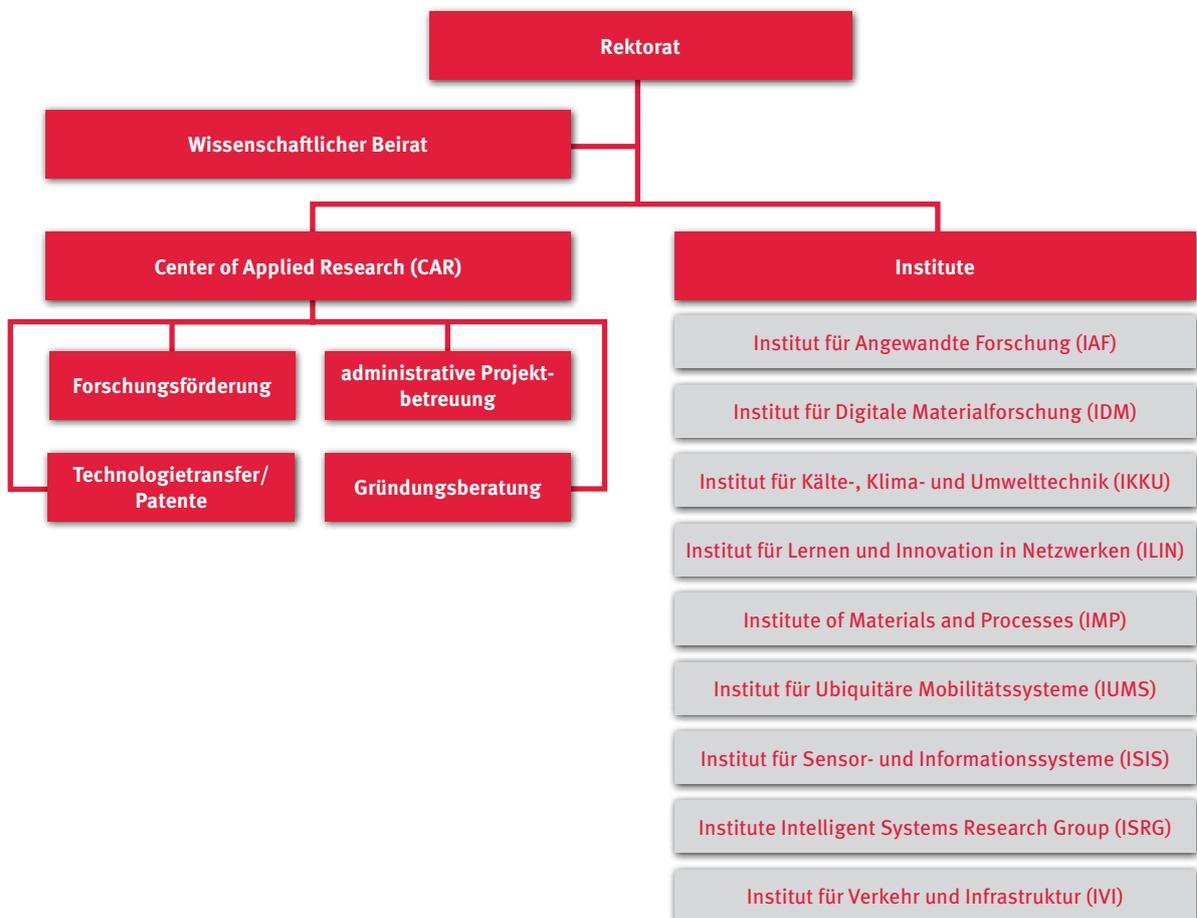 Rektorat
Wissenschaftlicher Beirat
Center of Applied Research (CAR)
Forschungsförderung
administrative Projekt-
betreuung
Technologietransfer/
Patente
Gründungsberatung
Institute
Institut für Angewandte Forschung (IAF)
Institut für Digitale Materialforschung (IDM)
Institut für Kälte-, Klima- und Umwelttechnik (IKKU)
Institut für Lernen und Innovation in Netzwerken (ILIN)
Institute of Materials and Processes (IMP)
Institut für Ubiquitäre Mobilitätssysteme (IUMS)
Institut für Sensor- und Informationssysteme (ISIS)
Institute Intelligent Systems Research Group (ISRG)
Institut für Verkehr und Infrastruktur (IVI)